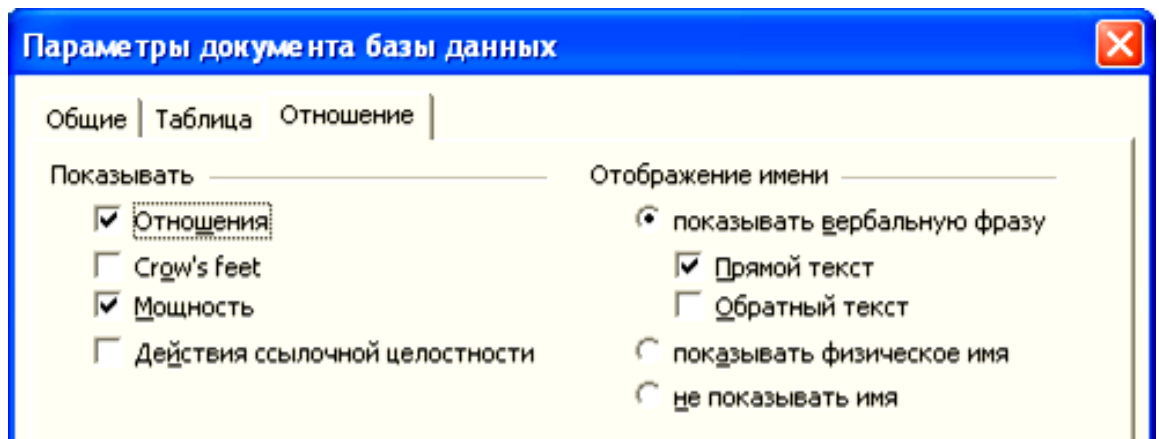 Параметры документа базы данных
Общие Таблица Отношение
Показывать
Отношения
Crow's feet
Мощность
Действия ссылочной целостности
Отображение имени
показывать вербальную фразу
Прямой текст
Обратный текст
показывать физическое имя
не показывать имя